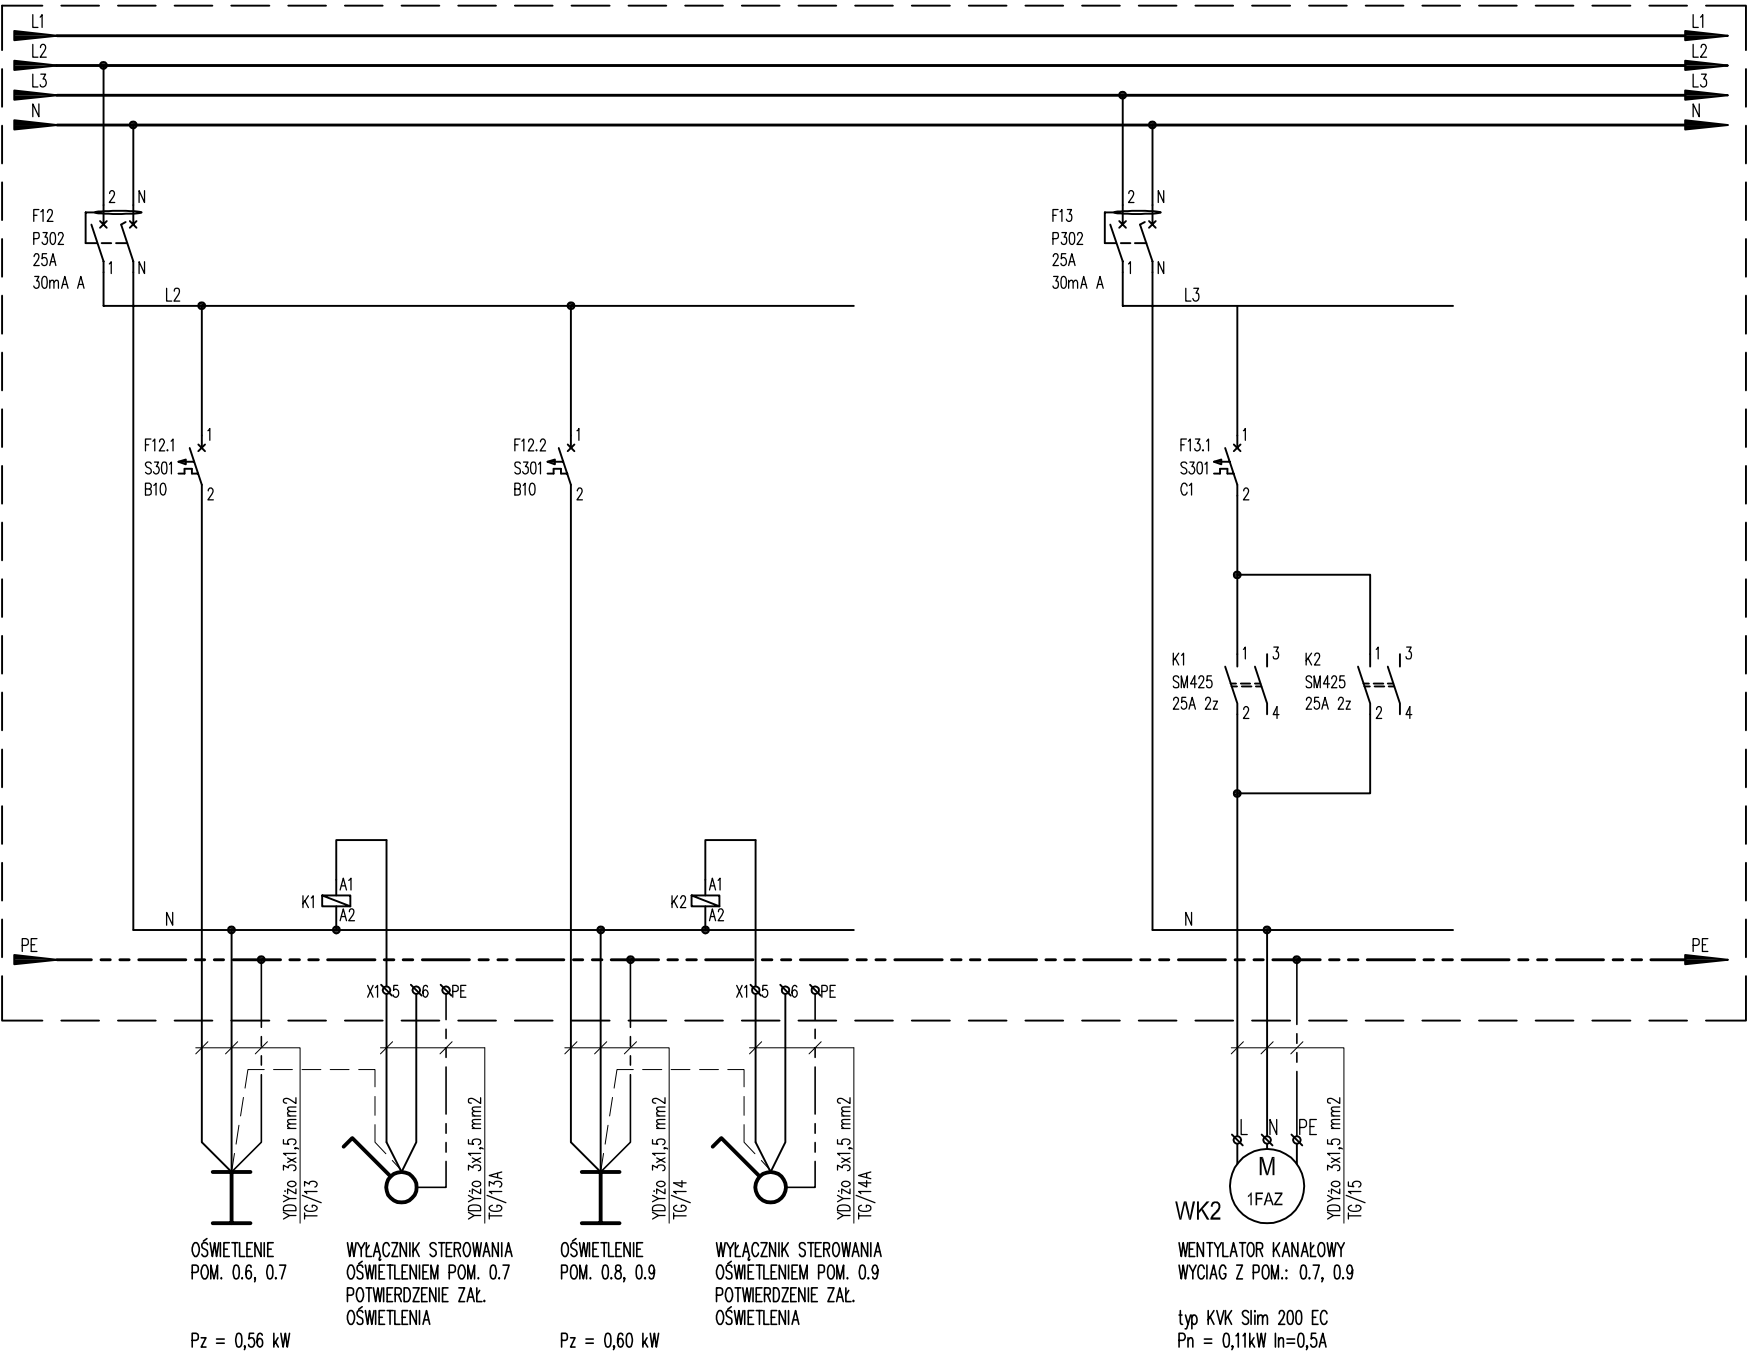 L1
L1
L2
L2
L3
L3
N
N
2 N
F12
P302
25A
30mA A
1 N
2 N
F13
P302
25A
30mA A
1 N
L2
L3
F12.1
S301
B10
1
2
F12.2
S301
B10
1
2
F13.1
S301
C1
1
2
K1
SM425
25A 2z
1 3
2 4
K2
SM425
25A 2z
1 3
2 4
K1
A1
A2
K2
A1
A2
N
N
PE
PE
X1 5 6 PE
X1 5 6 PE
YDYżo 3x1,5 mm2
TG/13
YDYżo 3x1,5 mm2
TG/13A
YDYżo 3x1,5 mm2
TG/14
YDYżo 3x1,5 mm2
TG/14A
YDYżo 3x1,5 mm2
TG/15
L N PE
M
1FAZ
WK2
OŚWIETLENIE
POM. 0.6, 0.7
Pz = 0,56 kW
WYŁĄCZNIK STEROWANIA
OŚWIETLENIEM POM. 0.7
POTWIERDZENIE ZAŁ.
OŚWIETLENIA
OŚWIETLENIE
POM. 0.8, 0.9
Pz = 0,60 kW
WYŁĄCZNIK STEROWANIA
OŚWIETLENIEM POM. 0.9
POTWIERDZENIE ZAŁ.
OŚWIETLENIA
WENTYLATOR KANAŁOWY
WYCIAG Z POM.: 0.7, 0.9
typ KVK Slim 200 EC
Pn = 0,11kW In=0,5A